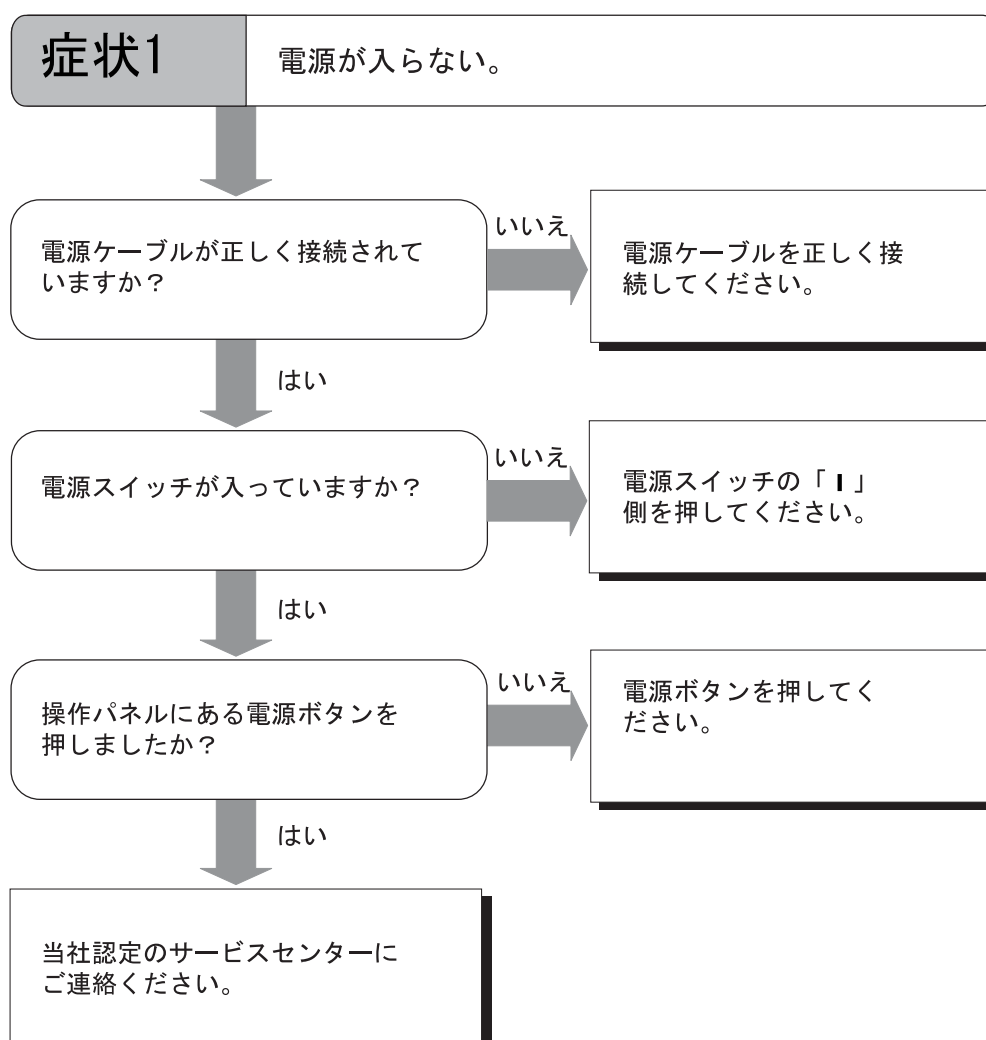 症状1
電源が入らない。
電源ケーブルが正しく接続されて
いますか？
いいえ
電源ケーブルを正しく接
続してください。
はい
電源スイッチが入っていますか？
いいえ
電源スイッチの「 I 」
側を押してください。
はい
操作パネルにある電源ボタンを
押しましたか？
いいえ
電源ボタンを押してく
ださい。
はい
当社認定のサービスセンターに
ご連絡ください。